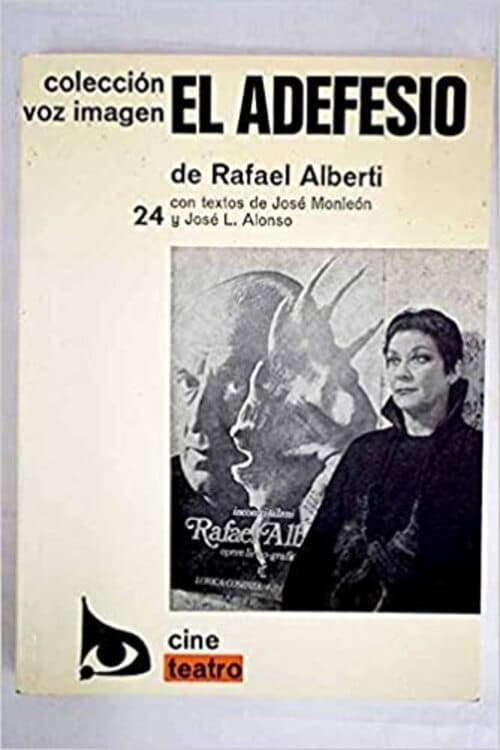 colección
voz imagen
EL ADEFESIO
de Rafael Alberti
24
con textos de José Monleón
y José L. Alonso
Rafael Alb
cine
teatro